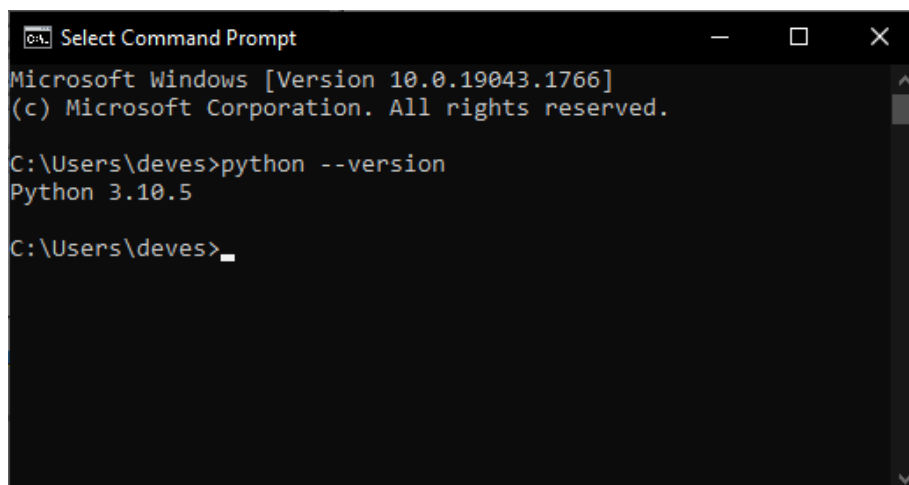 Select Command Prompt
Microsoft Windows [Version 10.0.19043.1766]
(c) Microsoft Corporation. All rights reserved.
C:\Users\deves>python --version
Python 3.10.5
C:\Users\deves>